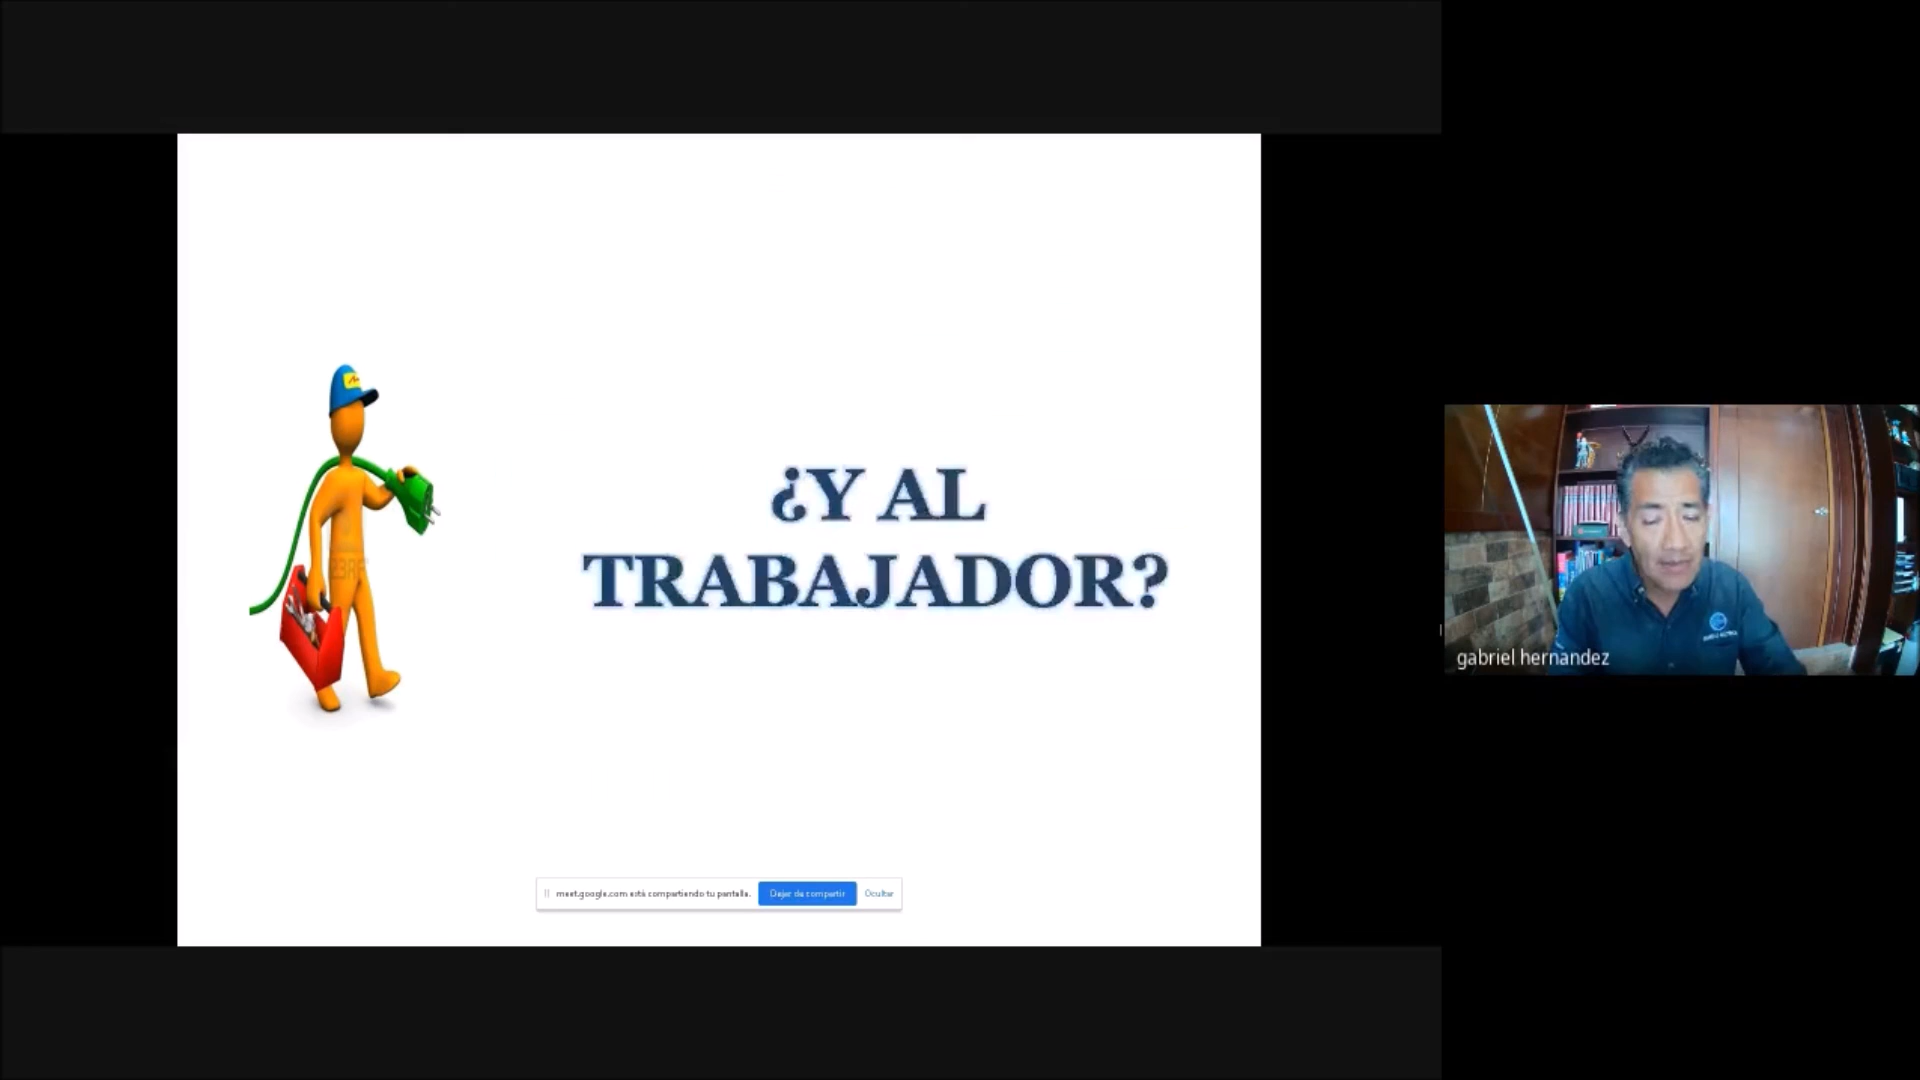 ¿Y AL
TRABAJADOR?
meet.google.com está compartiendo tu pantalla. Dejar de compartir Ocultar
gabriel hernandez